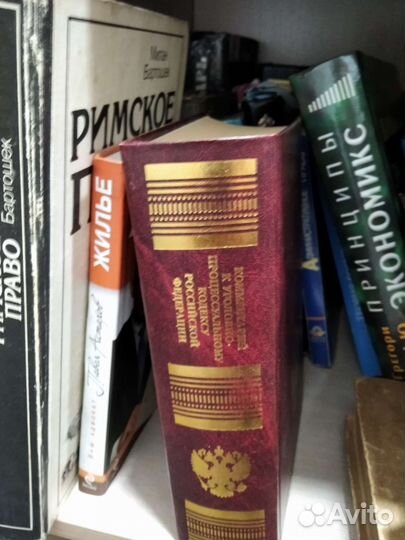 ПРАВО
Бартошек
Милан
Бартошек
РИМСКОЕ
ЖИЛЬЕ
Павел Астахов
КОММЕНТАРИЙ
К УГОЛОВНО-
ПРОЦЕССУАЛЬНОМУ
КОДЕКСУ
РОССИЙСКОЙ
ФЕДЕРАЦИИ
ПРИНЦИПЫ
ЭКОНОМИКС
Грегори
Avito